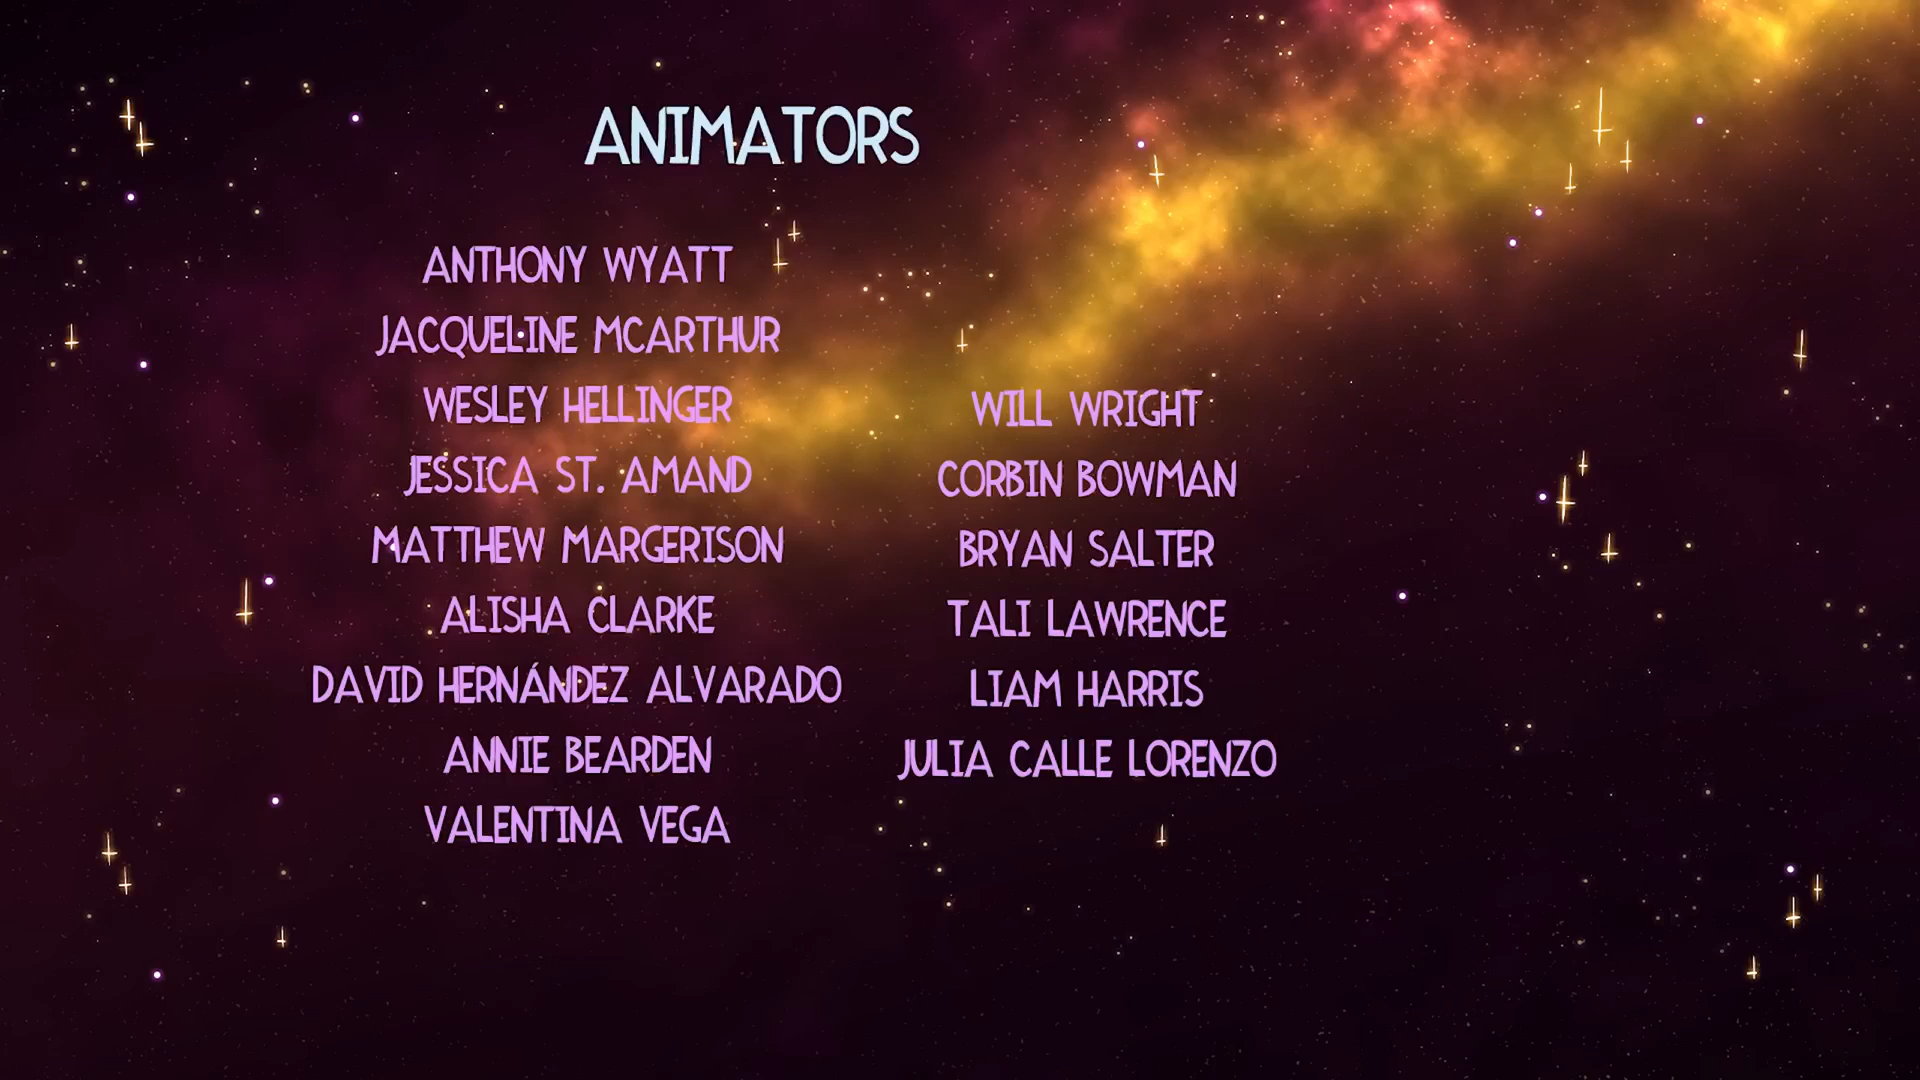 ANIMATORS
ANTHONY WYATT
JACQUELINE MCARTHUR
WESLEY HELLINGER
JESSICA ST. AMAND
MATTHEW MARGERISON
ALISHA CLARKE
DAVID HERNÁNDEZ ALVARADO
ANNIE BEARDEN
VALENTINA VEGA
WILL WRIGHT
CORBIN BOWMAN
BRYAN SALTER
TALI LAWRENCE
LIAM HARRIS
JULIA CALLE LORENZO